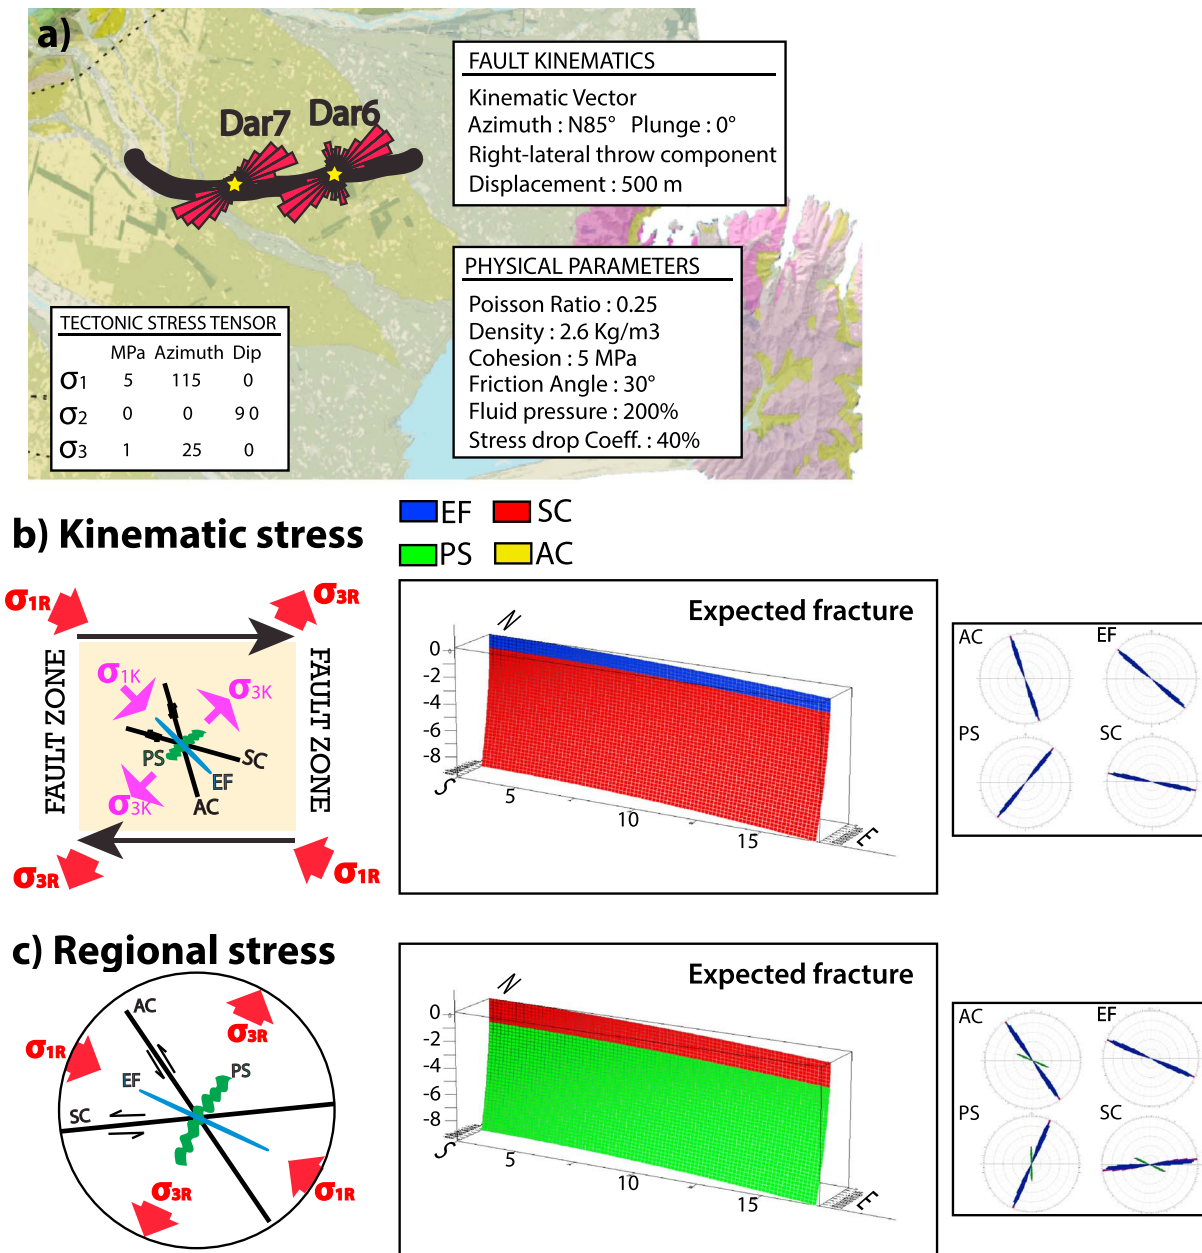 a)
Dar7
Dar6
FAULT KINEMATICS
Kinematic Vector
Azimuth : N85° Plunge : 0°
Right-lateral throw component
Displacement : 500 m
PHYSICAL PARAMETERS
Poisson Ratio : 0.25
Density : 2.6 Kg/m3
Cohesion : 5 MPa
Friction Angle : 30°
Fluid pressure : 200%
Stress drop Coeff. : 40%
TECTONIC STRESS TENSOR
MPa Azimuth Dip
σ1 5 115 0
σ2 0 0 90
σ3 1 25 0
EF SC
PS AC
b) Kinematic stress
σ1R
σ3R
FAULT ZONE
FAULT ZONE
σ1K
σ3K
PS
SC
EF
σ3K
AC
σ3R
σ1R
Expected fracture
N
0
-2
-4
-6
-8
S
5
10
15
E
AC
EF
PS
SC
c) Regional stress
AC
σ3R
σ1R
EF
PS
SC
σ3R
σ1R
Expected fracture
N
0
-2
-4
-6
-8
S
5
10
15
E
AC
EF
PS
SC